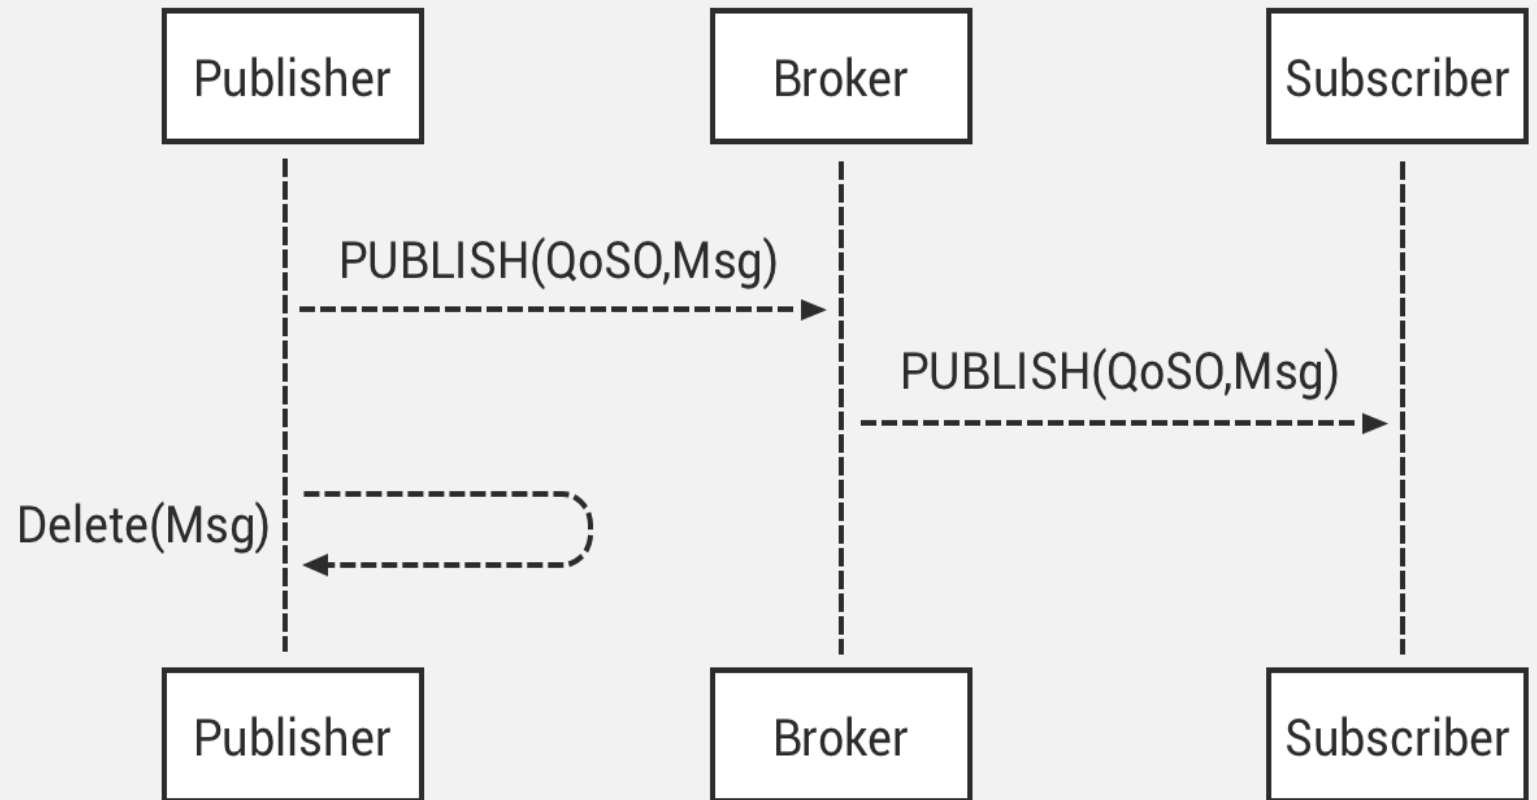 Publisher
Broker
Subscriber
PUBLISH(QoSO,Msg)
PUBLISH(QoSO,Msg)
Delete(Msg)
Publisher
Broker
Subscriber